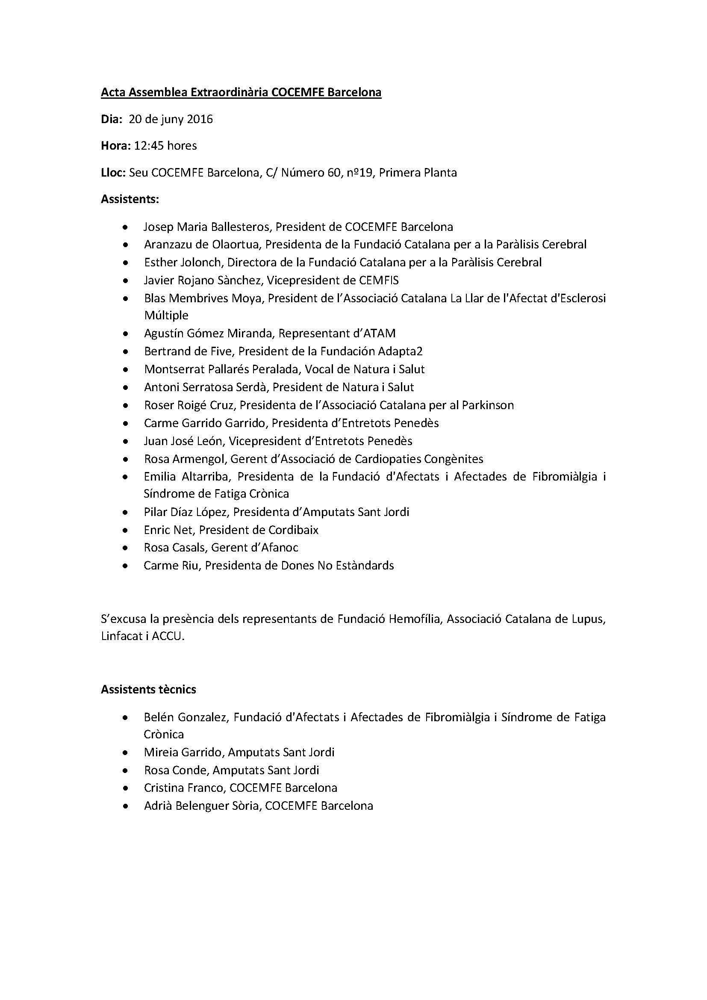 Acta Assemblea Extraordinària COCEMFE Barcelona
Dia: 20 de juny 2016
Hora: 12:45 hores
Lloc: Seu COCEMFE Barcelona, C/ Número 60, nº19, Primera Planta
Assistents:
• Josep Maria Ballesteros, President de COCEMFE Barcelona
• Aranzazu de Olaortua, Presidenta de la Fundació Catalana per a la Paràlisis Cerebral
• Esther Jolonch, Directora de la Fundació Catalana per a la Paràlisis Cerebral
• Javier Rojano Sànchez, Vicepresident de CEMFIS
• Blas Membrives Moya, President de l’Associació Catalana La Llar de l'Afectat d'Esclerosi
Múltiple
• Agustín Gómez Miranda, Representant d’ATAM
• Bertrand de Five, President de la Fundación Adapta2
• Montserrat Pallarés Peralada, Vocal de Natura i Salut
• Antoni Serratosa Serdà, President de Natura i Salut
• Roser Roigé Cruz, Presidenta de l’Associació Catalana per al Parkinson
• Carme Garrido Garrido, Presidenta d’Entretots Penedès
• Juan José León, Vicepresident d’Entretots Penedès
• Rosa Armengol, Gerent d’Associació de Cardiopaties Congènites
• Emilia Altarriba, Presidenta de la Fundació d'Afectats i Afectades de Fibromiàlgia i
Síndrome de Fatiga Crònica
• Pilar Díaz López, Presidenta d’Amputats Sant Jordi
• Enric Net, President de Cordibaix
• Rosa Casals, Gerent d’Afanoc
• Carme Riu, Presidenta de Dones No Estàndards
S’excusa la presència dels representants de Fundació Hemofília, Associació Catalana de Lupus,
Linfacat i ACCU.
Assistents tècnics
• Belén Gonzalez, Fundació d'Afectats i Afectades de Fibromiàlgia i Síndrome de Fatiga
Crònica
• Mireia Garrido, Amputats Sant Jordi
• Rosa Conde, Amputats Sant Jordi
• Cristina Franco, COCEMFE Barcelona
• Adrià Belenguer Sòria, COCEMFE Barcelona